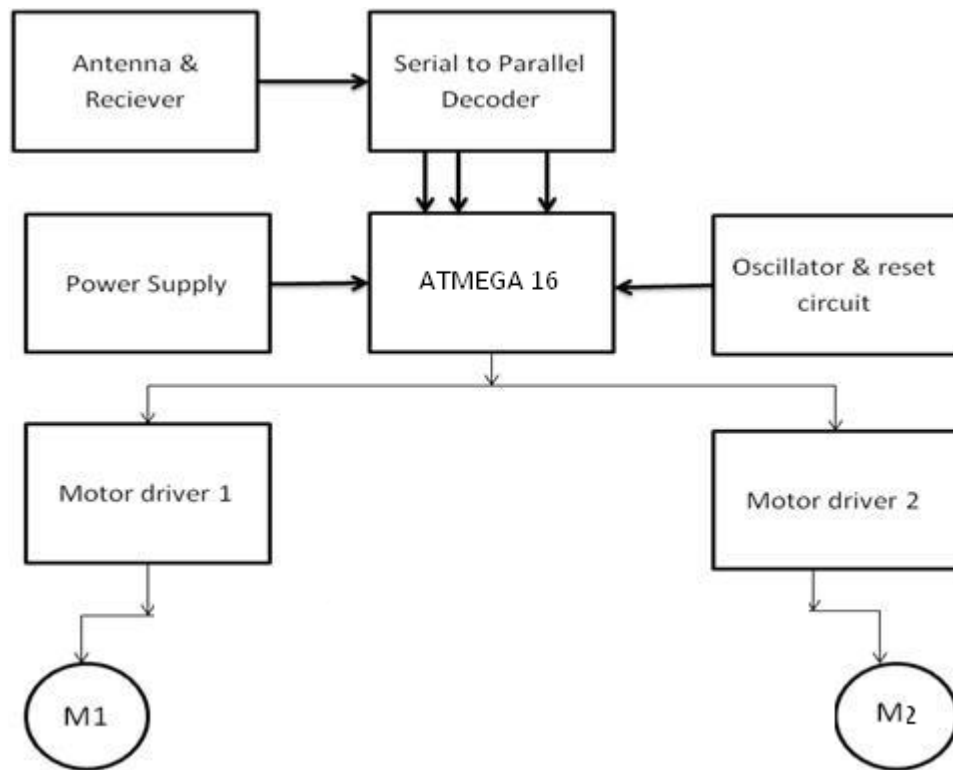 Antenna &
Reciever
Serial to Parallel
Decoder
Power Supply
ATMEGA 16
Oscillator & reset
circuit
Motor driver 1
Motor driver 2
M1
M2